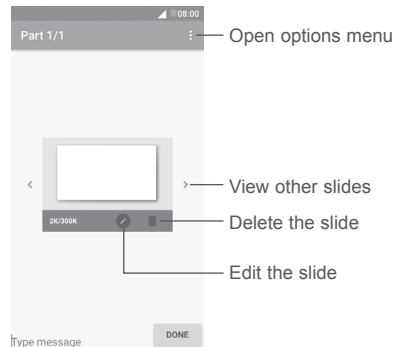 08:00
Part 1/1
Open options menu
View other slides
2K/300K
Delete the slide
Edit the slide
DONE
Type message